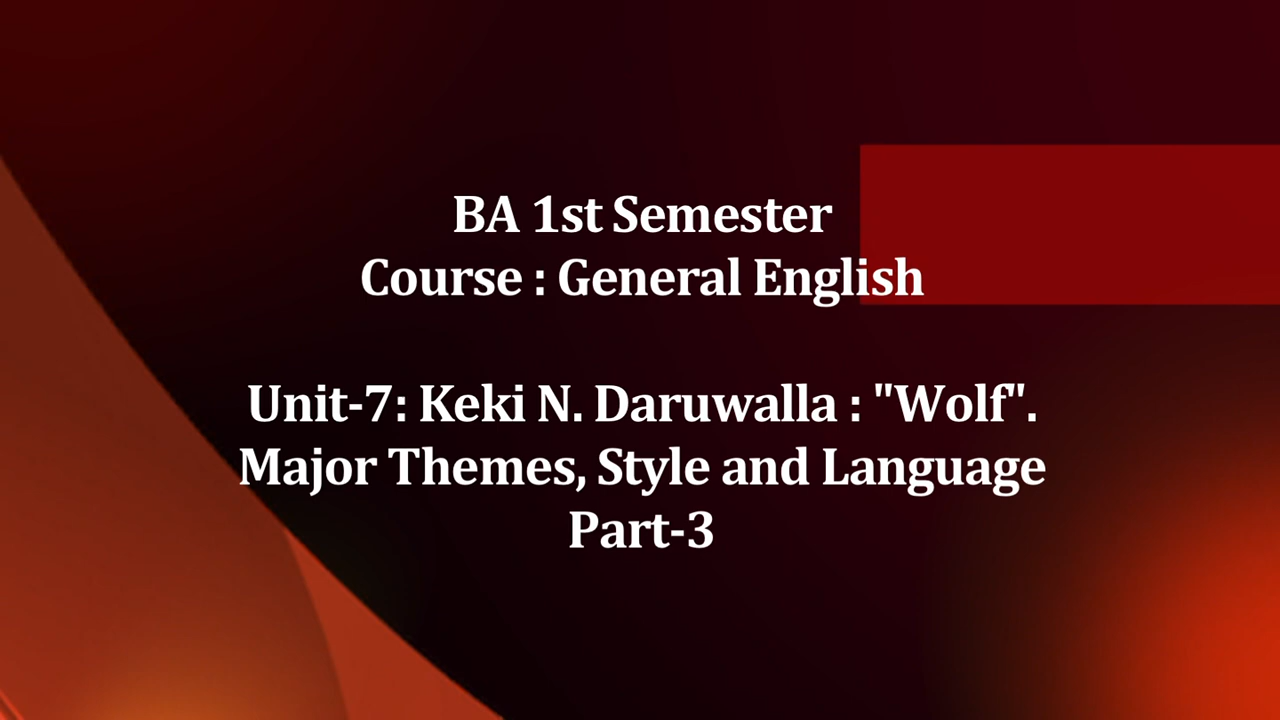 BA 1st Semester
Course : General English
Unit-7: Keki N. Daruwalla : "Wolf".
Major Themes, Style and Language
Part-3